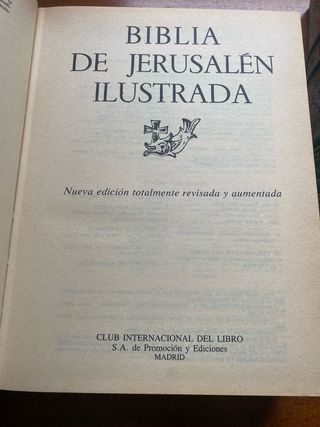 BIBLIA
DE JERUSALÉN
ILUSTRADA
Nueva edición totalmente revisada y aumentada
CLUB INTERNACIONAL DEL LIBRO
S.A. de Promoción y Ediciones
MADRID